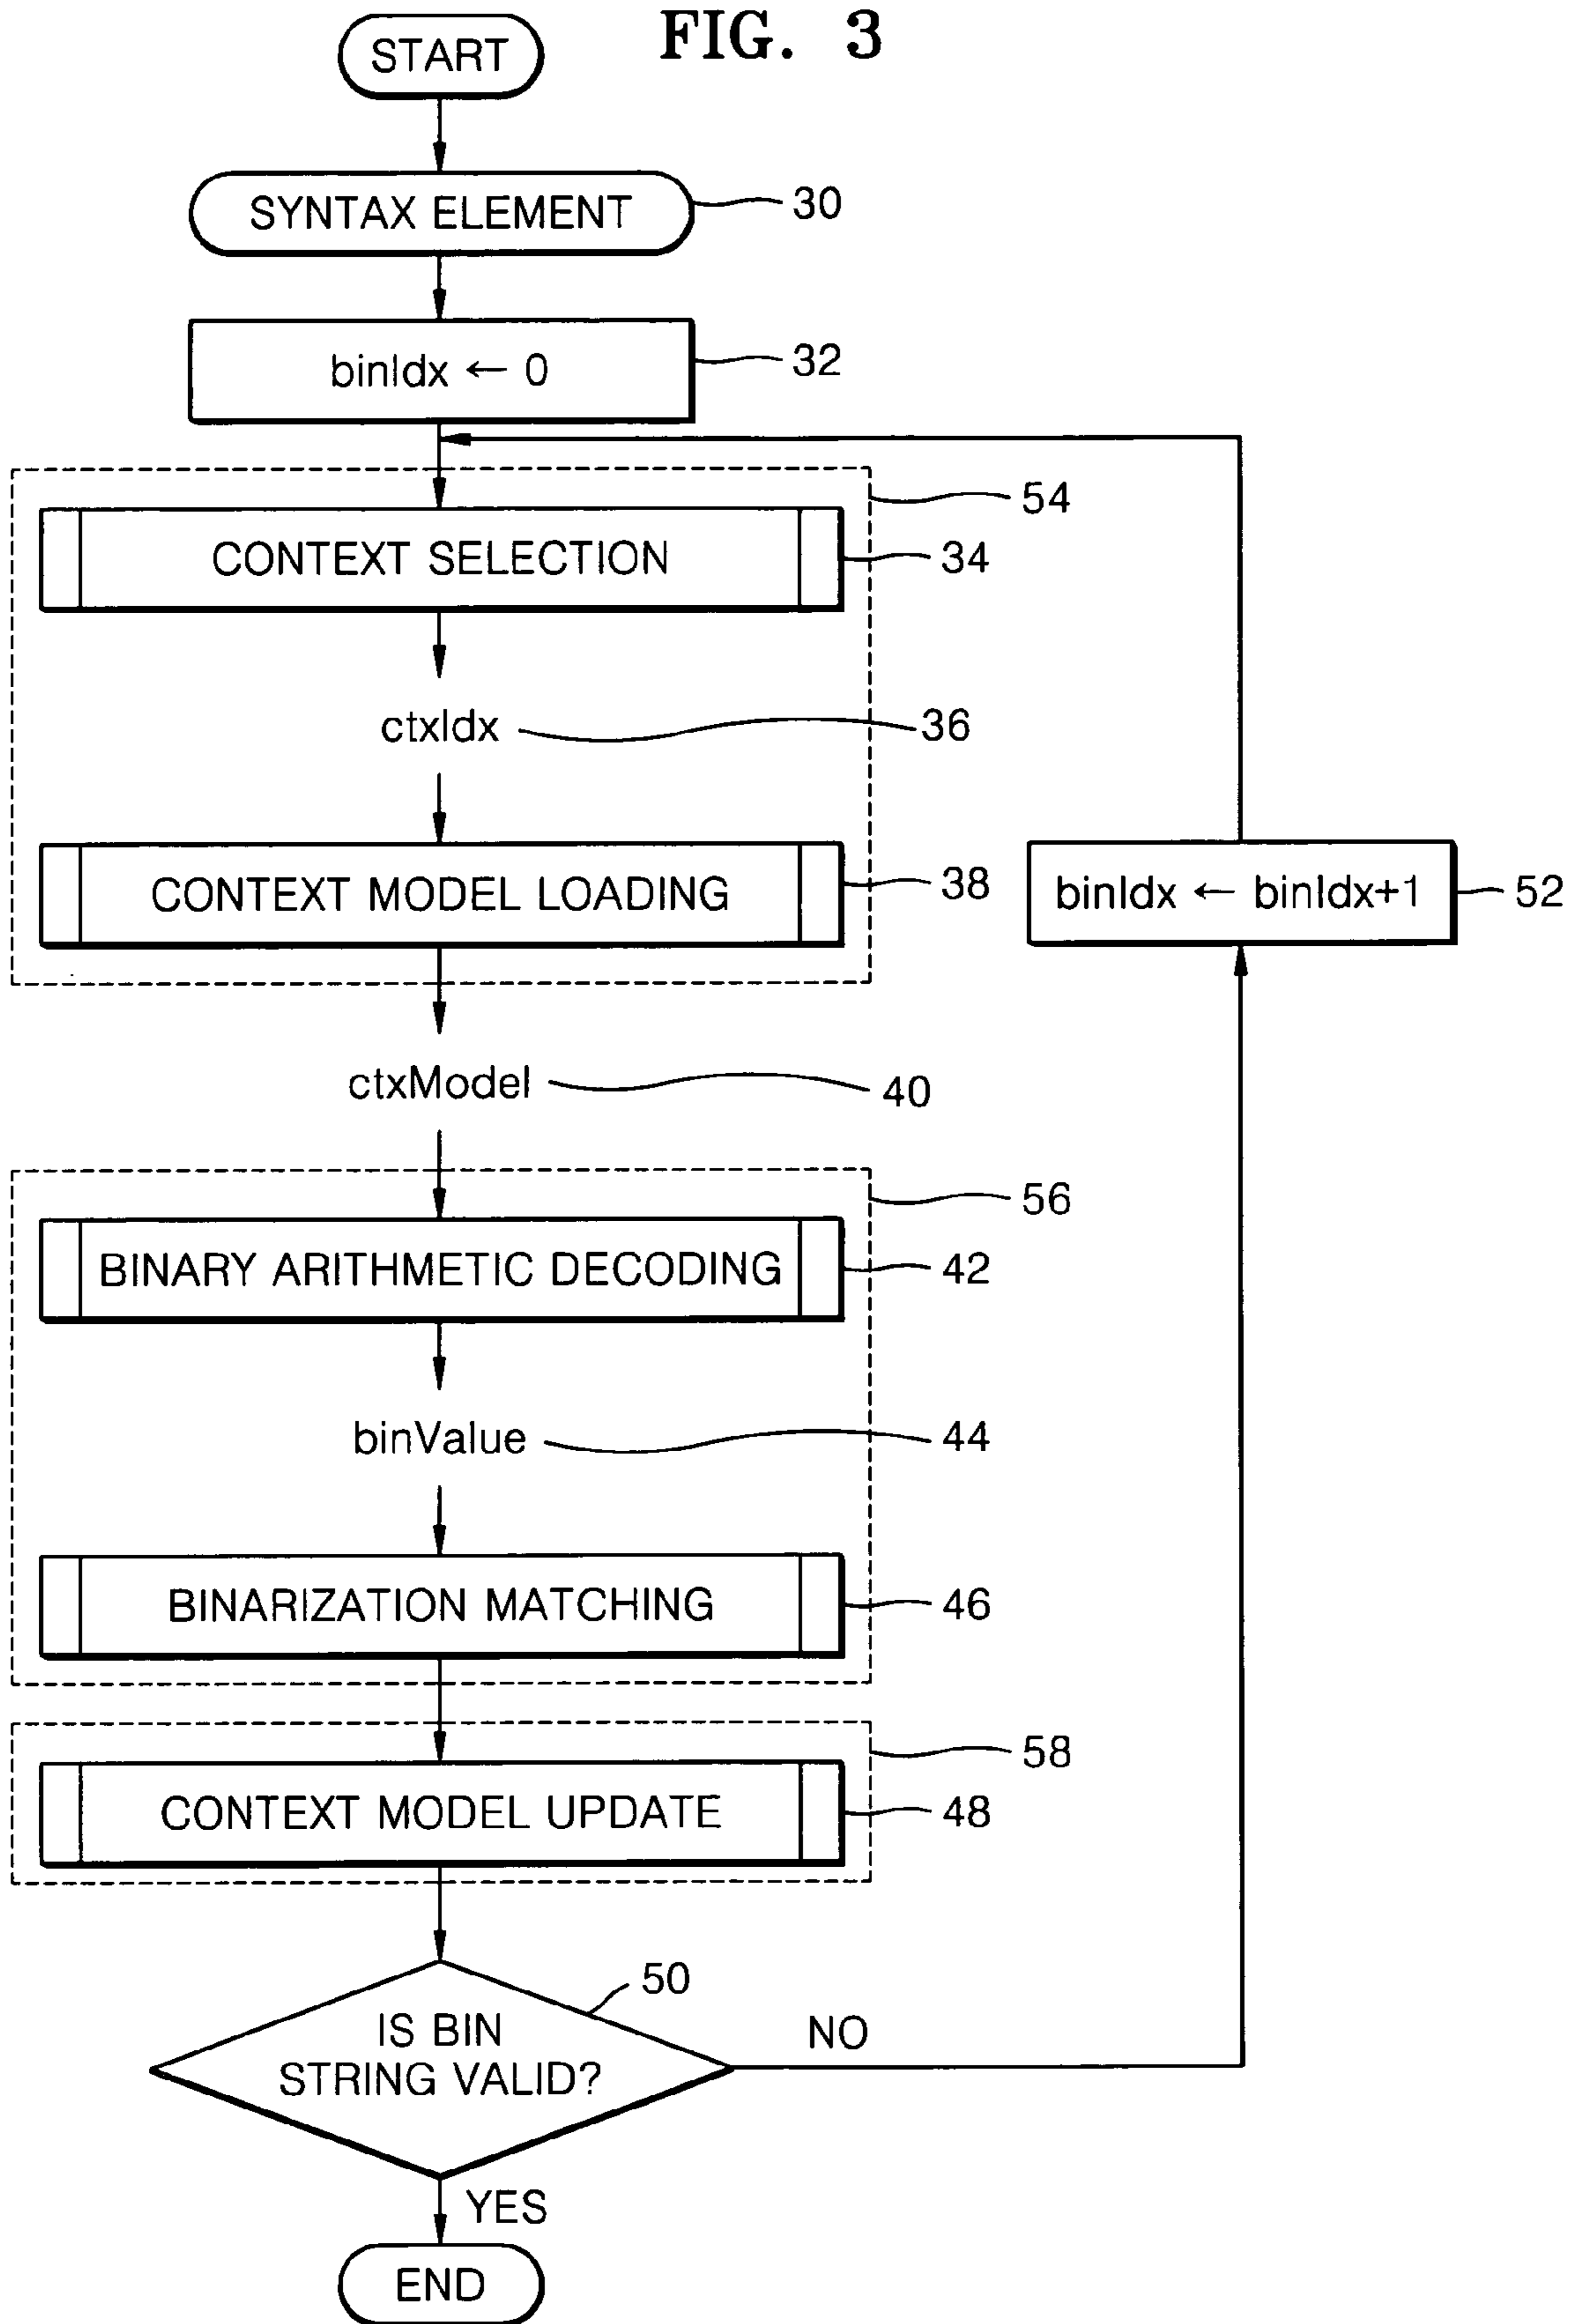 FIG. 3
START
SYNTAX ELEMENT
30
binIdx ← 0
32
54
CONTEXT SELECTION
34
ctxIdx
36
CONTEXT MODEL LOADING
38
binIdx ← binIdx+1
52
ctxModel
40
56
BINARY ARITHMETIC DECODING
42
binValue
44
BINARIZATION MATCHING
46
58
CONTEXT MODEL UPDATE
48
50
IS BIN
STRING VALID?
NO
YES
END